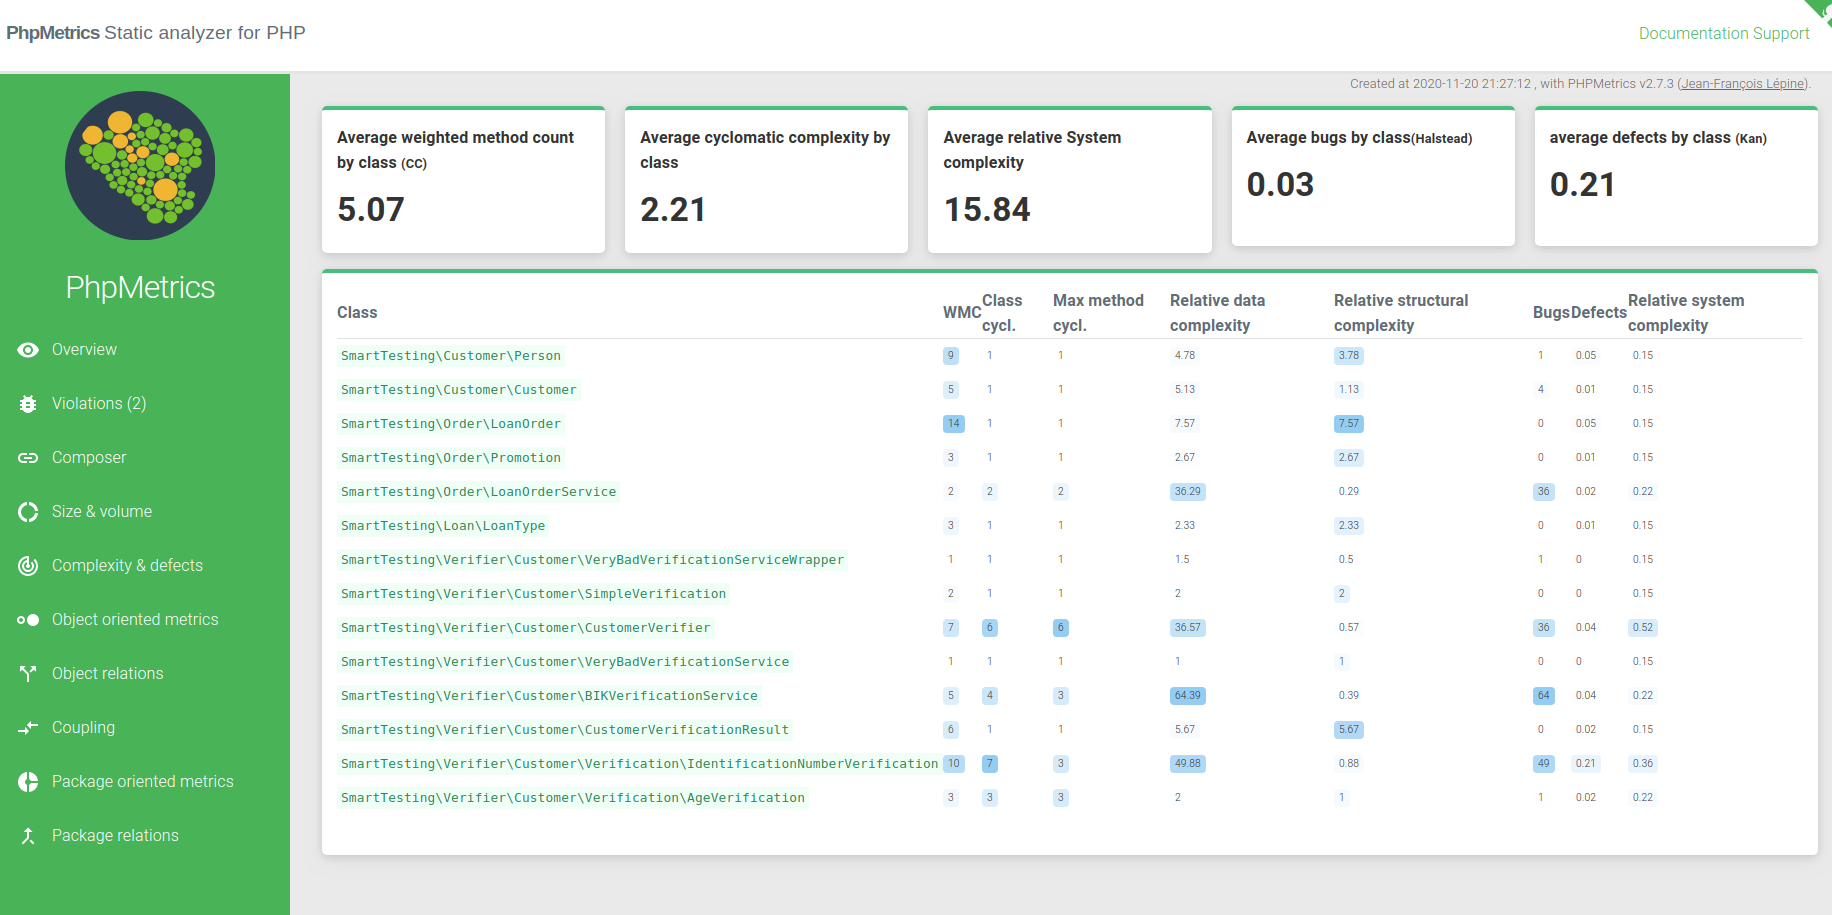 PhpMetrics Static analyzer for PHP
Documentation Support
Created at 2020-11-20 21:27:12 , with PHPMetrics v2.7.3 (Jean-François Lépine).
PhpMetrics
Overview
Violations (2)
Composer
Size & volume
Complexity & defects
Object oriented metrics
Object relations
Coupling
Package oriented metrics
Package relations
Average weighted method count
by class (CC)
5.07
Average cyclomatic complexity by
class
2.21
Average relative System
complexity
15.84
Average bugs by class(Halstead)
0.03
average defects by class (Kan)
0.21
Class WMC Class cycl. Max method cycl. Relative data complexity Relative structural complexity Bugs Defects Relative system complexity
SmartTesting\Customer\Person 9 1 1 4.78 3.78 1 0.05 0.15
SmartTesting\Customer\Customer 5 1 1 5.13 1.13 4 0.01 0.15
SmartTesting\Order\LoanOrder 14 1 1 7.57 7.57 0 0.05 0.15
SmartTesting\Order\Promotion 3 1 1 2.67 2.67 0 0.01 0.15
SmartTesting\Order\LoanOrderService 2 2 2 36.29 0.29 36 0.02 0.22
SmartTesting\Loan\LoanType 3 1 1 2.33 2.33 0 0.01 0.15
SmartTesting\Verifier\Customer\VeryBadVerificationServiceWrapper 1 1 1 1.5 0.5 1 0 0.15
SmartTesting\Verifier\Customer\SimpleVerification 2 1 1 2 2 0 0 0.15
SmartTesting\Verifier\Customer\CustomerVerifier 7 6 6 36.57 0.57 36 0.04 0.52
SmartTesting\Verifier\Customer\VeryBadVerificationService 1 1 1 1 1 0 0 0.15
SmartTesting\Verifier\Customer\BIKVerificationService 5 4 3 64.39 0.39 64 0.04 0.22
SmartTesting\Verifier\Customer\CustomerVerificationResult 6 1 1 5.67 5.67 0 0.02 0.15
SmartTesting\Verifier\Customer\Verification\IdentificationNumberVerification 10 7 3 49.88 0.88 49 0.21 0.36
SmartTesting\Verifier\Customer\Verification\AgeVerification 3 3 3 2 1 1 0.02 0.22